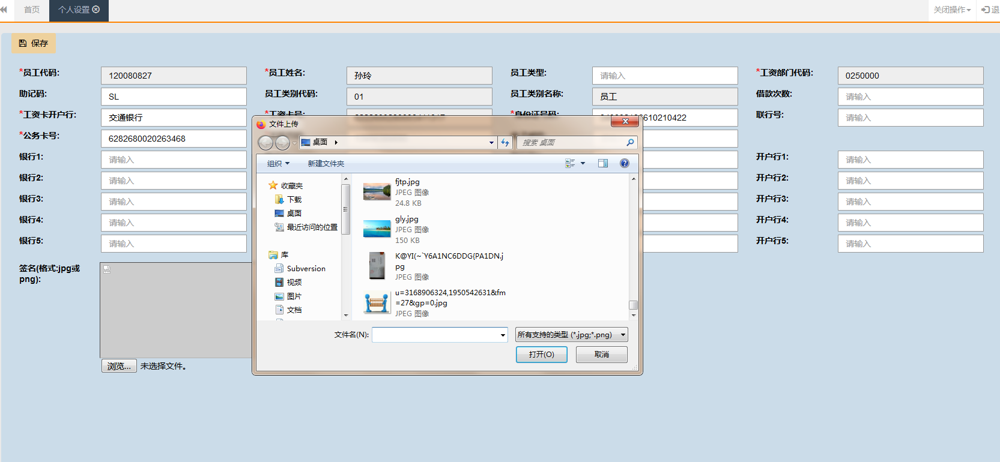 首页
个人设置
关闭操作
退
保存
*员工代码: 120080827
*员工姓名: 孙玲
员工类型: 请输入
*工资部门代码: 0250000
助记码: SL
员工类别代码: 01
员工类别名称: 员工
借款次数: 请输入
*工资卡开户行: 交通银行
*工资卡号:
*身份证号码: 610210422
联行号: 请输入
*公务卡号: 6282680020263468
银行1: 请输入
开户行1: 请输入
银行2: 请输入
开户行2: 请输入
银行3: 请输入
开户行3: 请输入
银行4: 请输入
开户行4: 请输入
银行5: 请输入
开户行5: 请输入
签名(格式:jpg或
png):
浏览... 未选择文件。
文件上传
桌面
搜索 桌面
组织
新建文件夹
收藏夹
下载
桌面
最近访问的位置
库
Subversion
视频
图片
文档
fjtp.jpg
JPEG 图像
24.8 KB
gly.jpg
JPEG 图像
150 KB
K@YI(~`Y6A1NC6DDG{PA1DN.j
pg
JPEG 图像
u=3168906324,1950542631&fm
=27&gp=0.jpg
JPEG 图像
文件名(N):
所有支持的类型 (*.jpg;*.png)
打开(O)
取消